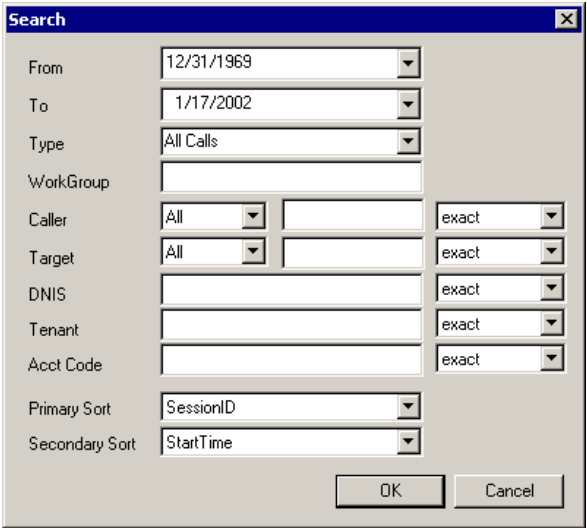 Search
From 12/31/1969
To 1/17/2002
Type All Calls
WorkGroup
Caller All exact
Target All exact
DNIS exact
Tenant exact
Acct Code exact
Primary Sort SessionID
Secondary Sort StartTime
OK Cancel